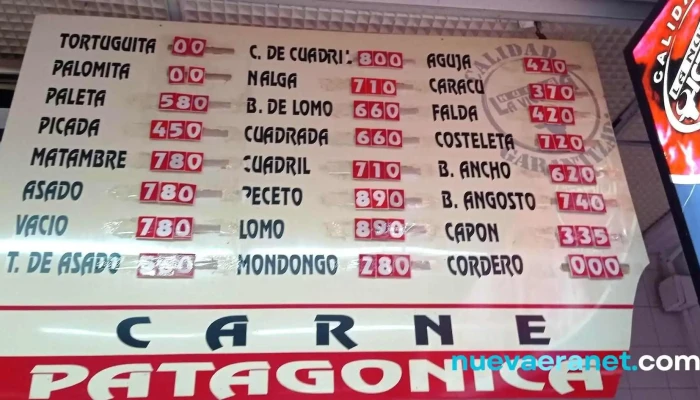 TORTUGUITA 00
PALOMITA 00
PALETA 580
PICADA 450
MATAMBRE 780
ASADO 780
VACIO 780
T. DE ASADO
C. DE CUADRIL 800
NALGA 710
B. DE LOMO 660
CUADRADA 660
CUADRIL 710
PECETO 890
LOMO 890
MONDONGO 280
AGUJA 420
CARACU 370
FALDA 420
COSTELETA 720
B. ANCHO 620
B. ANGOSTO 740
CAPON 335
CORDERO 000
CALIDAD
GARANTIZADA
CARNE
PATAGONICA
nuevaeranet.com
CALIDAD